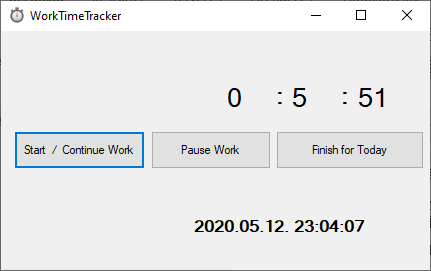 WorkTimeTracker
0 : 5 : 51
Start / Continue Work
Pause Work
Finish for Today
2020.05.12. 23:04:07